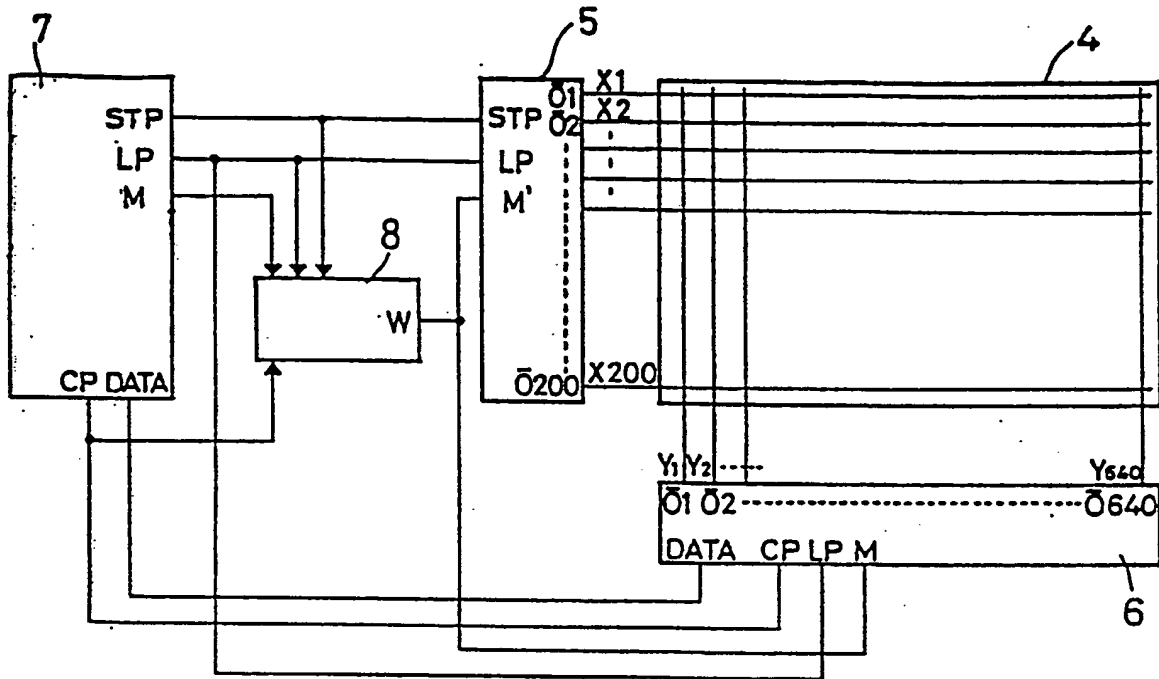 7
STP
LP
M
CP DATA
8
W
5
STP
LP
M'
Ō1
Ō2
Ō200
X1
X2
X200
4
Y₁ Y₂ Y₆₄₀
Ō1 Ō2 Ō640
DATA CP LP M
6